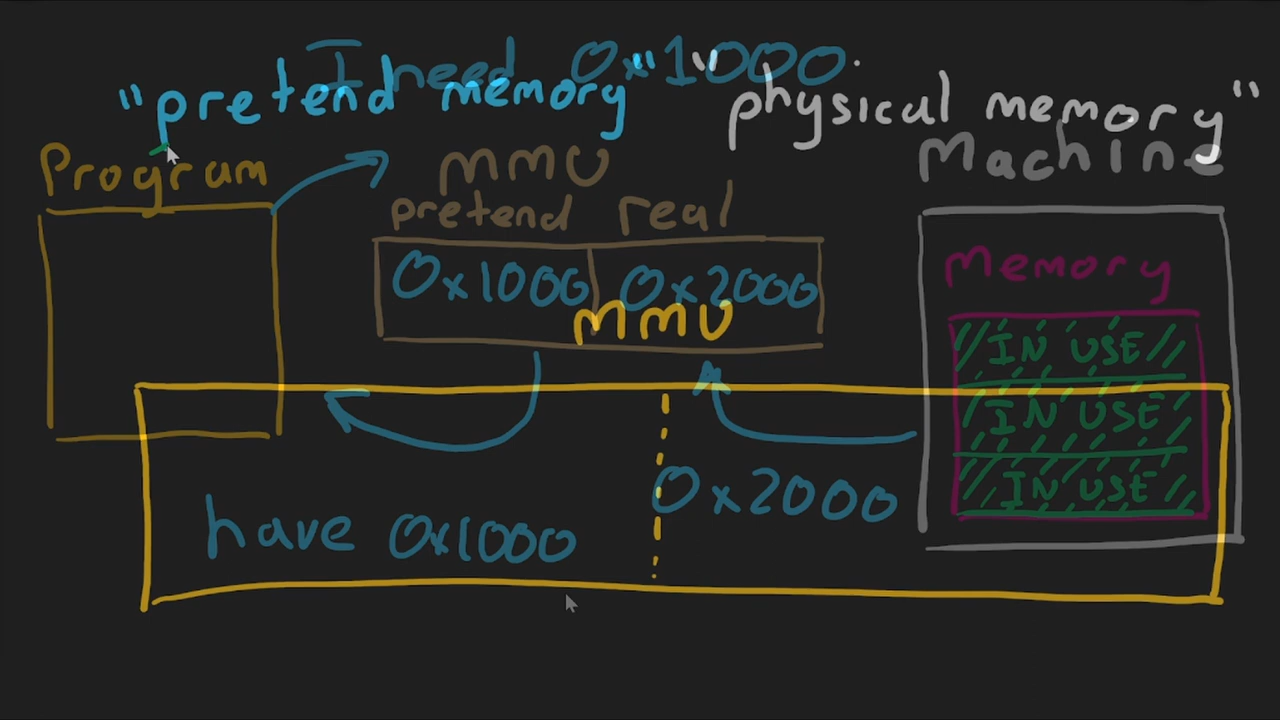 I need 0x1000
"pretend memory"
"physical memory"
Program
MMU
Machine
pretend real
0x1000 0x2000
MMU
Memory
IN USE
IN USE
IN USE
have 0x1000
0x2000